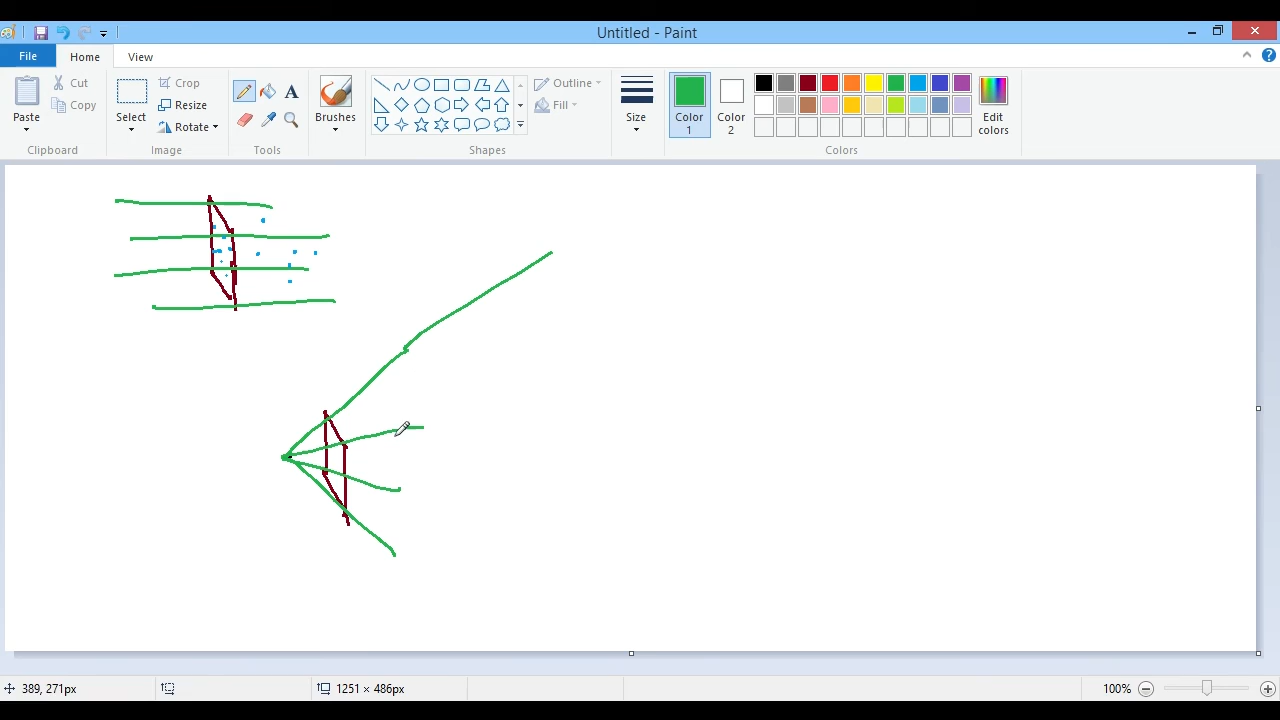 Untitled - Paint
File Home View
Paste Cut Copy Clipboard
Select Crop Resize Rotate Image
A Tools
Brushes
Outline Fill Shapes
Size
Color 1 Color 2 Edit colors Colors
389, 271px 1251 × 486px 100%